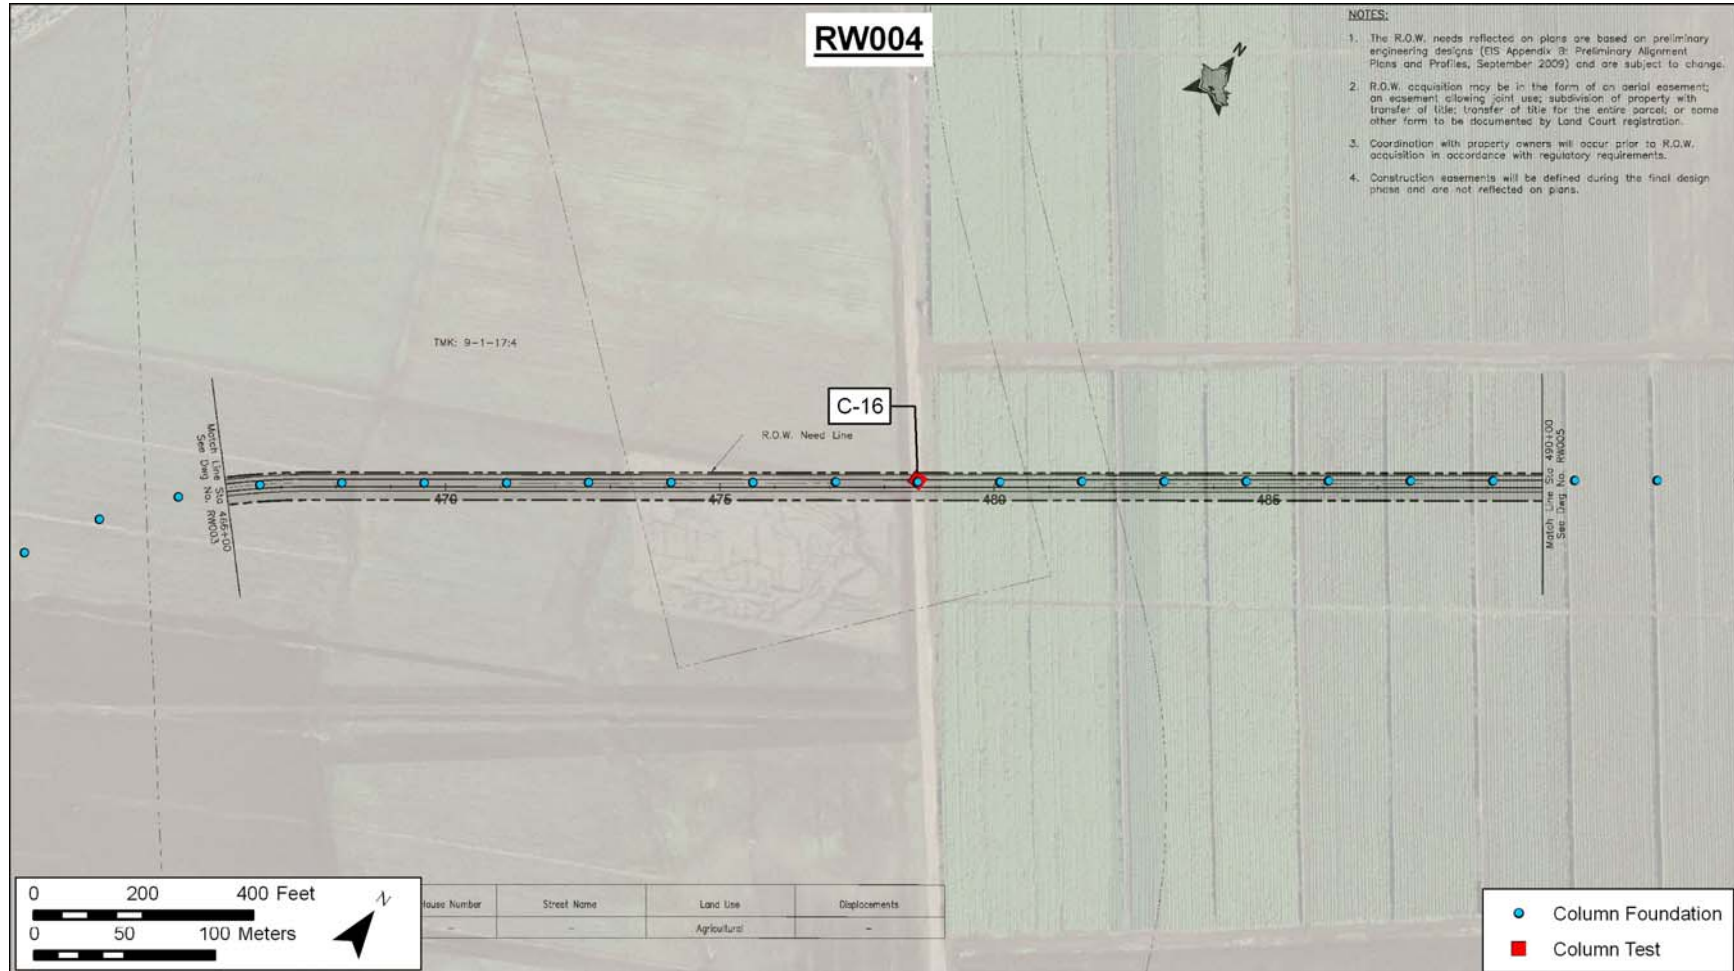 RW004
NOTES:
1. The R.O.W. needs reflected on plans are based on preliminary
engineering designs (EIS Appendix B: Preliminary Alignment
Plans and Profiles, September 2009) and are subject to change.
2. R.O.W. acquisition may be in the form of an aerial easement;
an easement allowing joint use; subdivision of property with
transfer of title; transfer of title for the entire parcel; or some
other form to be documented by Land Court registration.
3. Coordination with property owners will occur prior to R.O.W.
acquisition in accordance with regulatory requirements.
4. Construction easements will be defined during the final design
phase and are not reflected on plans.
N
TMK: 9-1-17:4
C-16
R.O.W. Need Line
Match Line Sta 466+00
See Dwg No. RW003
470
475
480
485
Match Line Sta 490+00
See Dwg No. RW005
0 200 400 Feet
0 50 100 Meters
N
House Number Street Name Land Use Displacements
– – Agricultural –
Column Foundation
Column Test